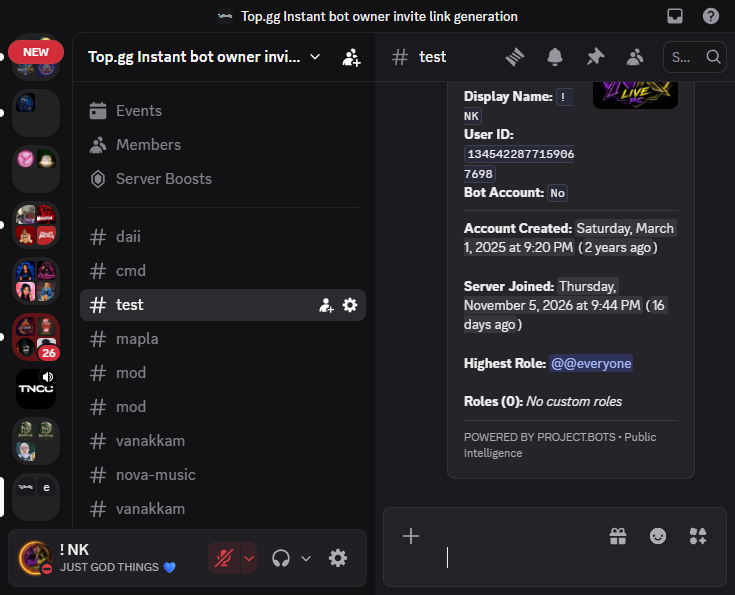 Top.gg Instant bot owner invite link generation
NEW
26
TNCU
e
Top.gg Instant bot owner invi...
Events
Members
Server Boosts
daii
cmd
test
mapla
mod
mod
vanakkam
nova-music
vanakkam
! NK
JUST GOD THINGS 💙
# test
S...
LIVE
PC
Display Name: !
NK
User ID:
134542287715906
7698
Bot Account: No
Account Created: Saturday, March
1, 2025 at 9:20 PM (2 years ago)
Server Joined: Thursday,
November 5, 2026 at 9:44 PM (16
days ago)
Highest Role: @@everyone
Roles (0): No custom roles
POWERED BY PROJECT.BOTS • Public
Intelligence